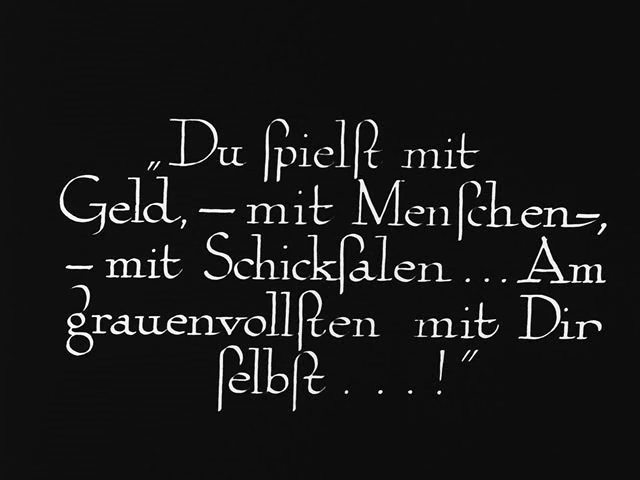 „Du ſpielſt mit
Geld, – mit Menſchen –,
– mit Schickſalen ... Am
grauenvollſten mit Dir
ſelbſt . . . !”